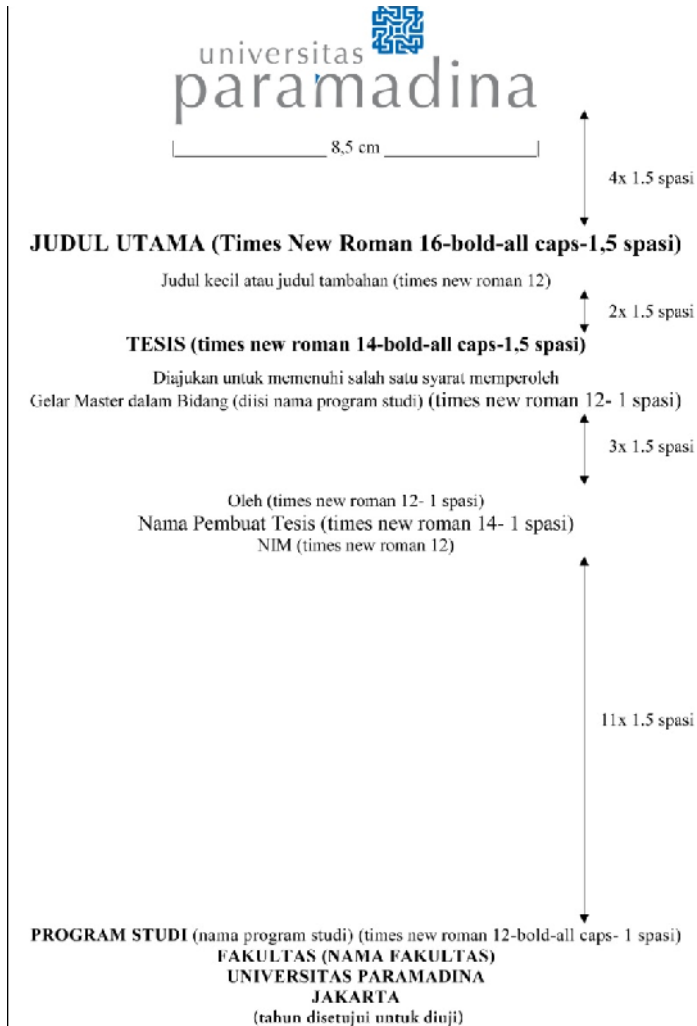 universitas
paramadina
8,5 cm
4x 1.5 spasi
JUDUL UTAMA (Times New Roman 16-bold-all caps-1,5 spasi)
Judul kecil atau judul tambahan (times new roman 12)
2x 1.5 spasi
TESIS (times new roman 14-bold-all caps-1,5 spasi)
Diajukan untuk memenuhi salah satu syarat memperoleh
Gelar Master dalam Bidang (diisi nama program studi) (times new roman 12- 1 spasi)
3x 1.5 spasi
Oleh (times new roman 12- 1 spasi)
Nama Pembuat Tesis (times new roman 14- 1 spasi)
NIM (times new roman 12)
11x 1.5 spasi
PROGRAM STUDI (nama program studi) (times new roman 12-bold-all caps- 1 spasi)
FAKULTAS (NAMA FAKULTAS)
UNIVERSITAS PARAMADINA
JAKARTA
(tahun disetujui untuk diuji)